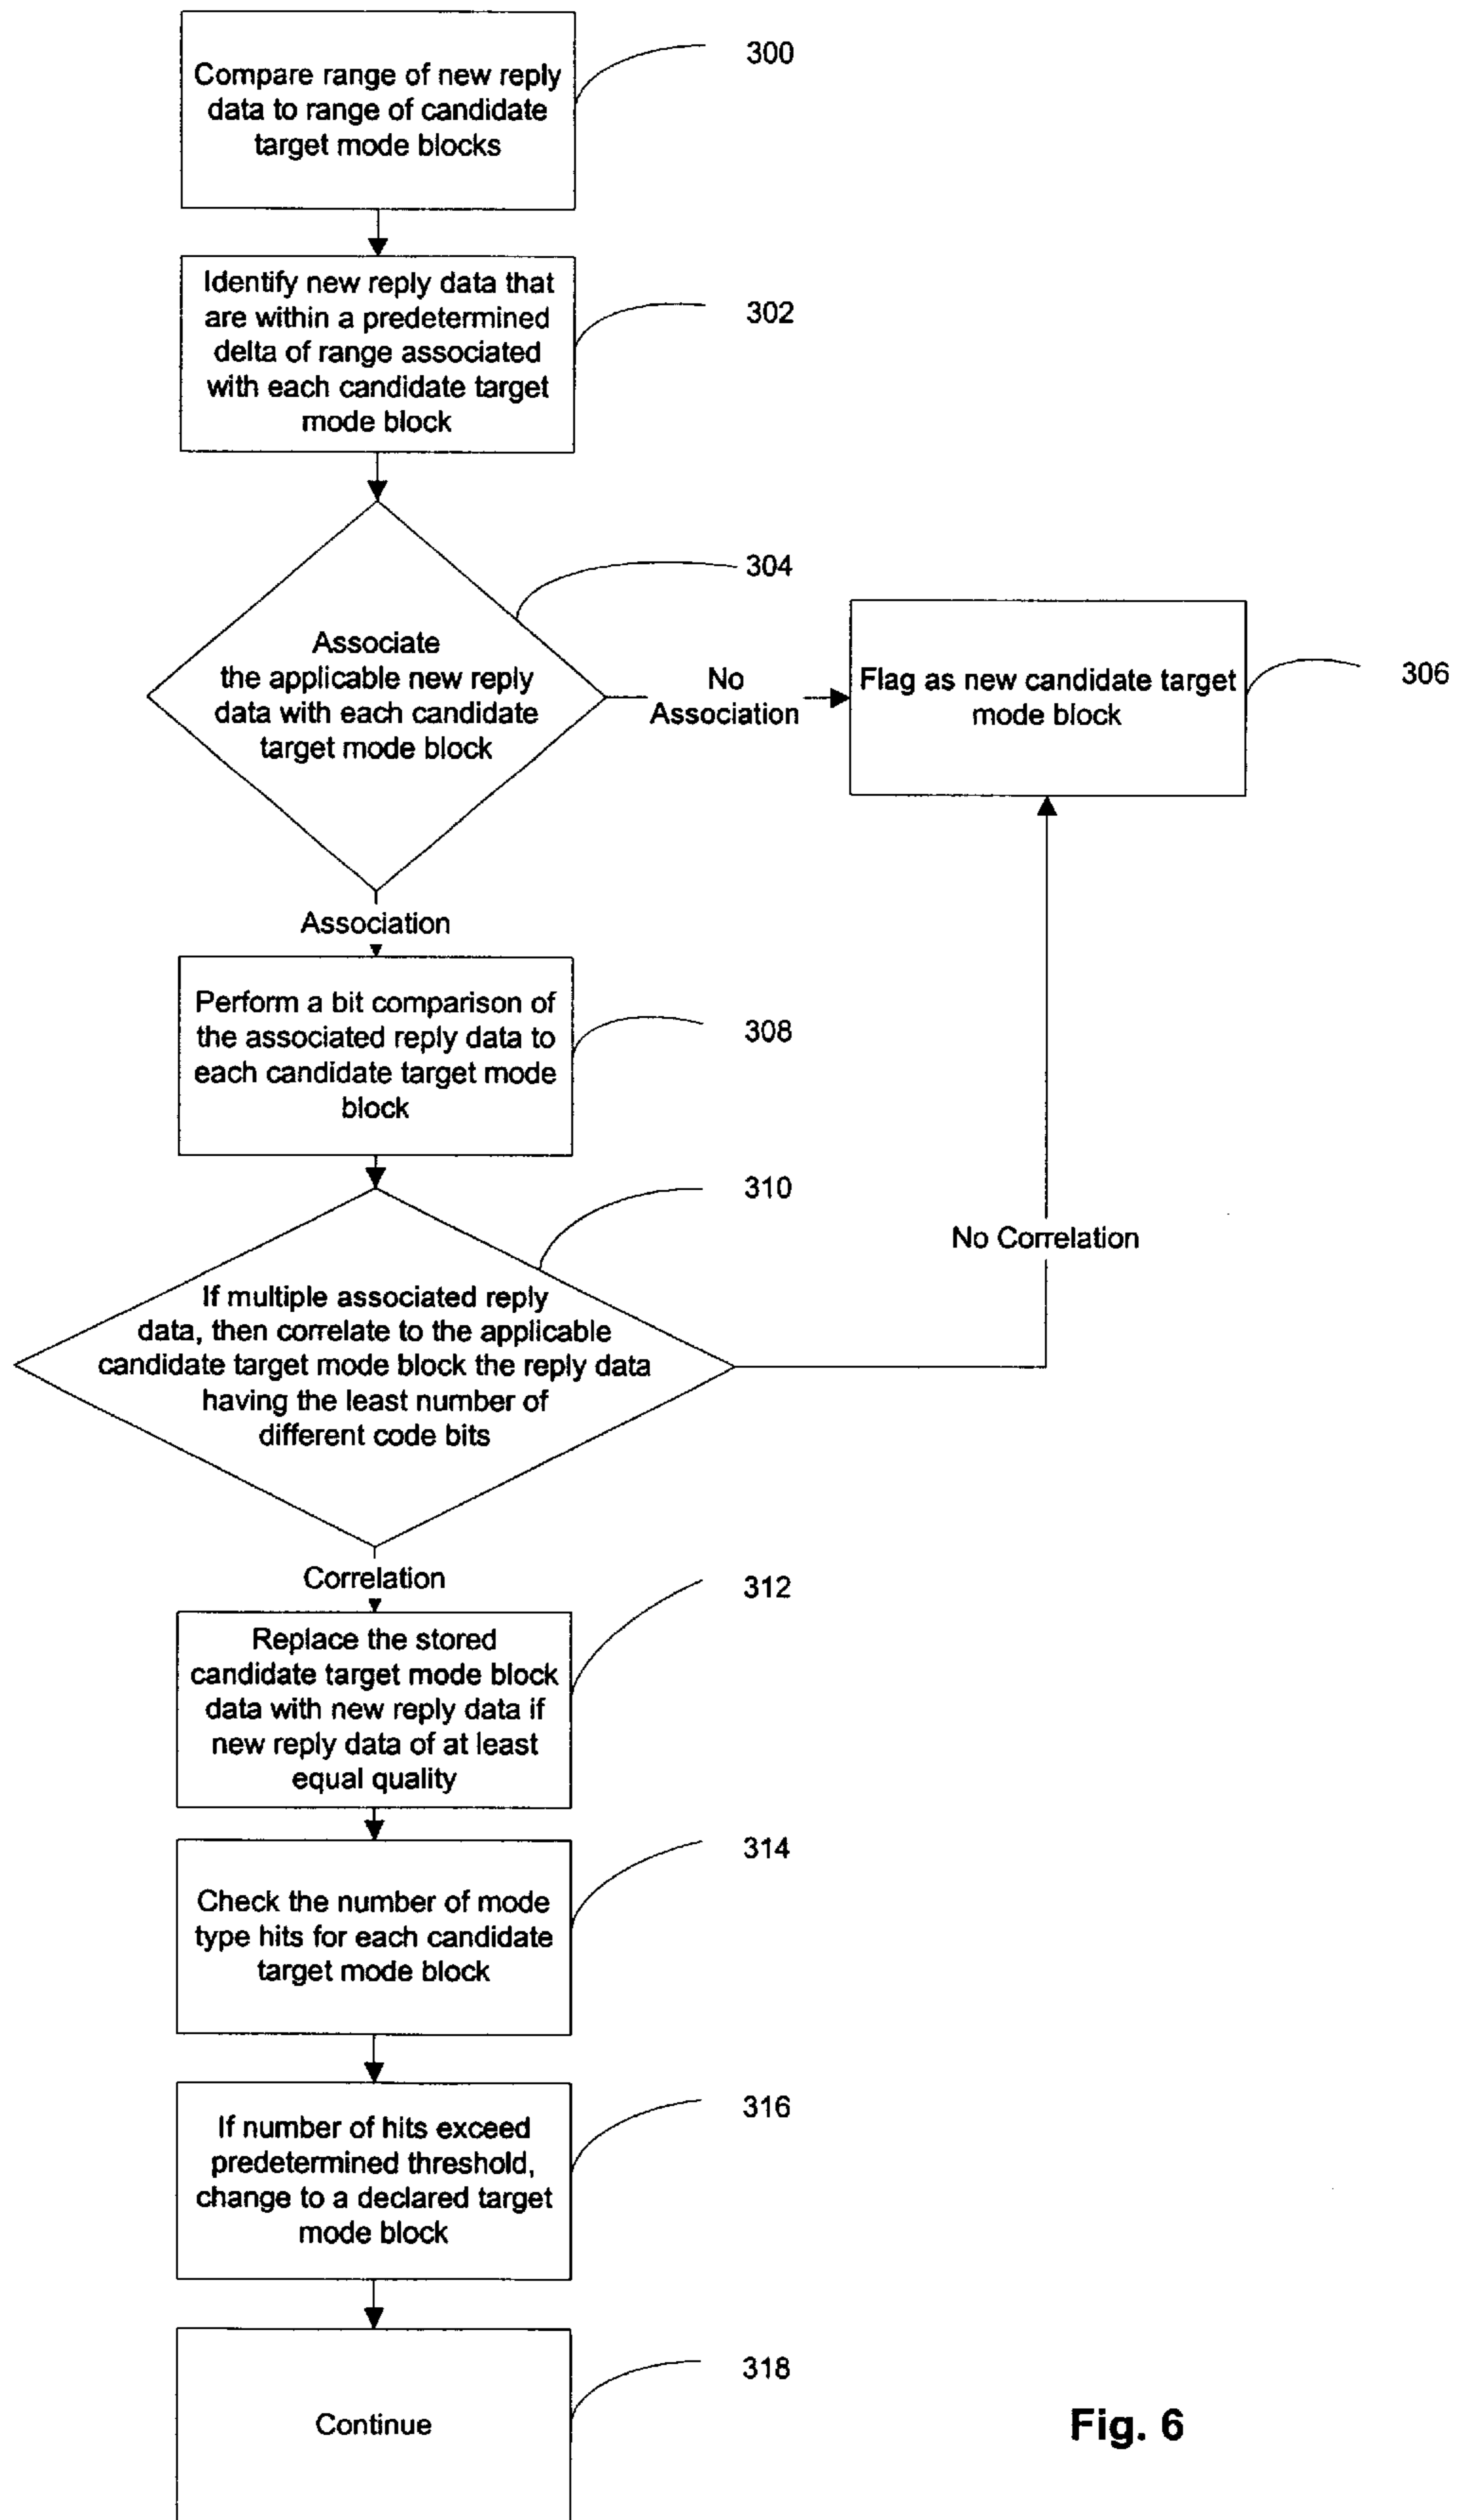 Compare range of new reply
data to range of candidate
target mode blocks
300
Identify new reply data that
are within a predetermined
delta of range associated
with each candidate target
mode block
302
Associate
the applicable new reply
data with each candidate
target mode block
304
No
Association
Flag as new candidate target
mode block
306
Association
Perform a bit comparison of
the associated reply data to
each candidate target mode
block
308
If multiple associated reply
data, then correlate to the applicable
candidate target mode block the reply data
having the least number of
different code bits
310
No Correlation
Correlation
Replace the stored
candidate target mode block
data with new reply data if
new reply data of at least
equal quality
312
Check the number of mode
type hits for each candidate
target mode block
314
If number of hits exceed
predetermined threshold,
change to a declared target
mode block
316
Continue
318
Fig. 6